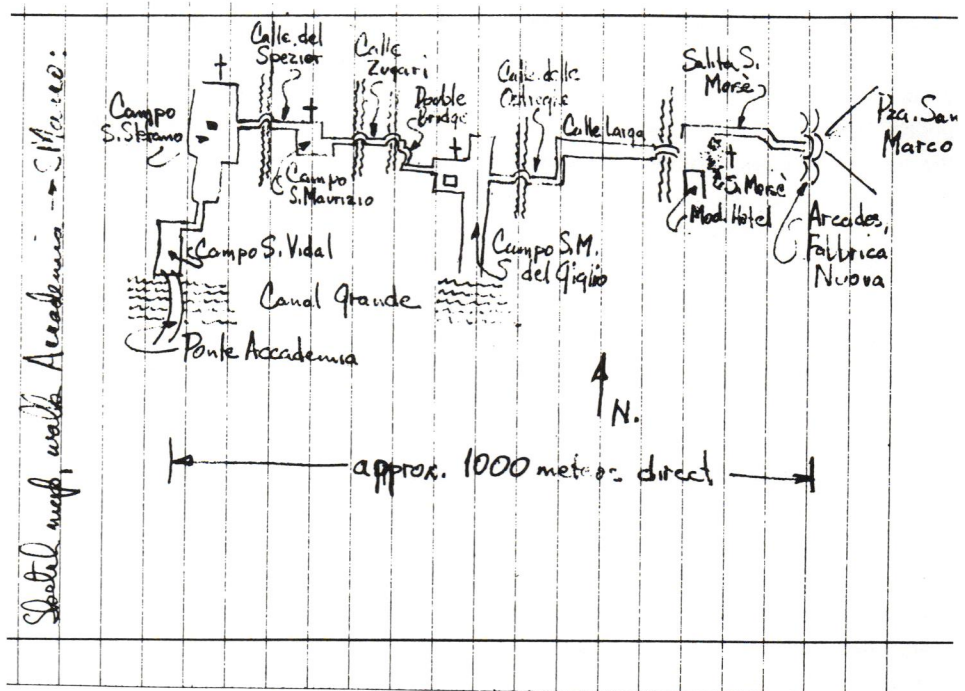 Sketch map, walk Accademia → S Marco:
Calle del
Spezier
Calle
Zugari
Double
bridge
Calle delle
Ostreghe
Calle Larga
Salita S.
Moisè
Pza. San
Marco
Campo
S. Stefano
Campo
S. Maurizio
S. Moisè
Mod. Hotel
Arcades,
Fabbrica
Nuova
Campo S. Vidal
Campo S.M.
del Giglio
Canal Grande
Ponte Accademia
N.
approx. 1000 meters direct